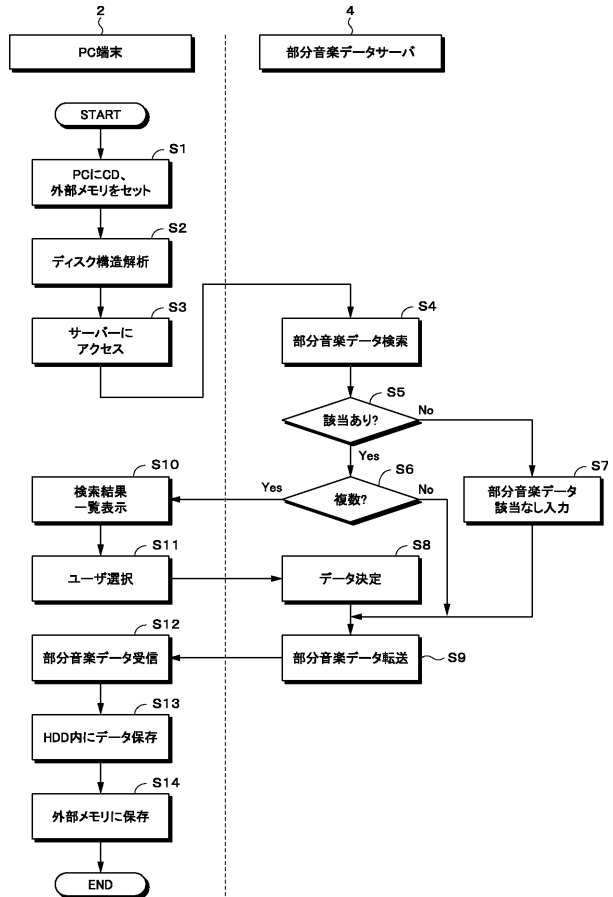 2
4
PC端末
部分音楽データサーバ
START
S1
PCにCD、
外部メモリをセット
S2
ディスク構造解析
S3
サーバーに
アクセス
S4
部分音楽データ検索
S5
該当あり?
No
Yes
S6
複数?
Yes
No
S7
部分音楽データ
該当なし入力
S10
検索結果
一覧表示
S11
ユーザ選択
S8
データ決定
S12
部分音楽データ受信
部分音楽データ転送
S9
S13
HDD内にデータ保存
S14
外部メモリに保存
END